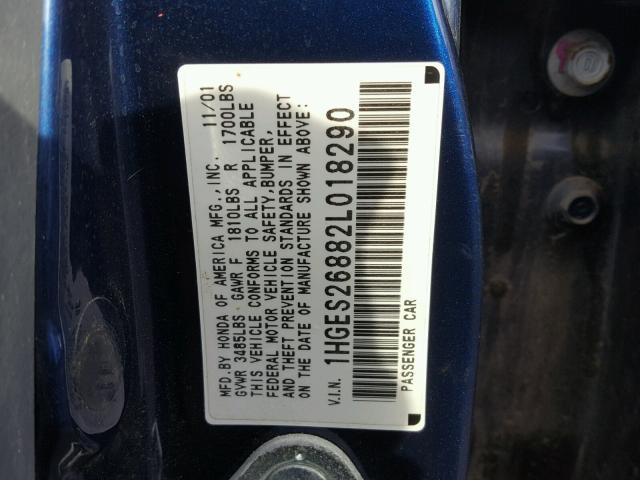 MFD.BY HONDA OF AMERICA MFG.,INC. 11/01
GVWR 3485LBS GAWR F 1810LBS R 1700LBS
THIS VEHICLE CONFORMS TO ALL APPLICABLE
FEDERAL MOTOR VEHICLE SAFETY,BUMPER,
AND THEFT PREVENTION STANDARDS IN EFFECT
ON THE DATE OF MANUFACTURE SHOWN ABOVE:
V.I.N. 1HGES26882L018290
PASSENGER CAR